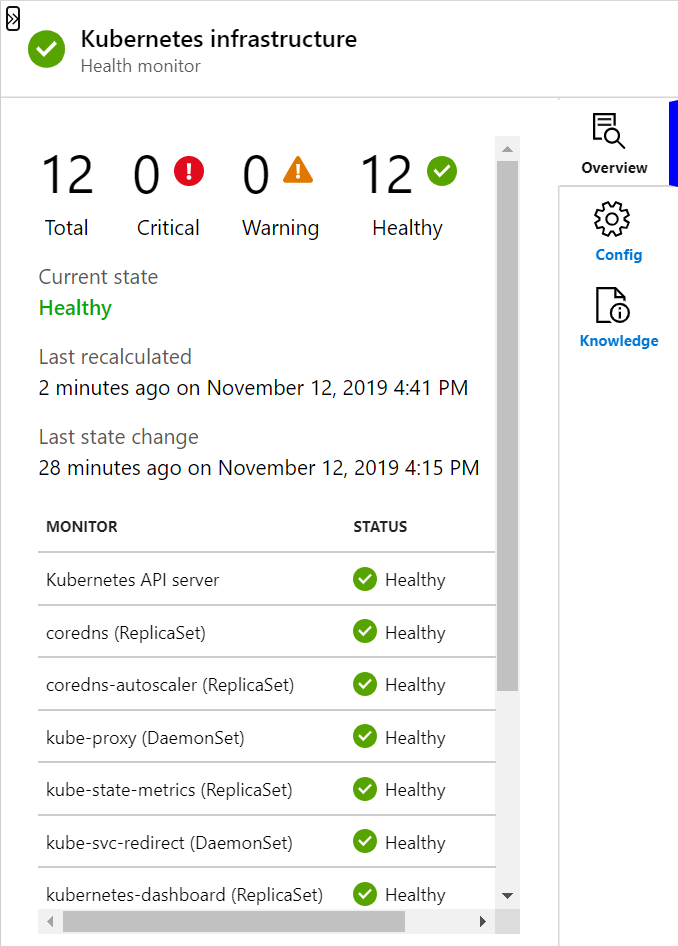 Kubernetes infrastructure
Health monitor
12 0 0 12
Total Critical Warning Healthy
Current state
Healthy
Last recalculated
2 minutes ago on November 12, 2019 4:41 PM
Last state change
28 minutes ago on November 12, 2019 4:15 PM
MONITOR STATUS
Kubernetes API server Healthy
coredns (ReplicaSet) Healthy
coredns-autoscaler (ReplicaSet) Healthy
kube-proxy (DaemonSet) Healthy
kube-state-metrics (ReplicaSet) Healthy
kube-svc-redirect (DaemonSet) Healthy
kubernetes-dashboard (ReplicaSet) Healthy
Overview
Config
Knowledge